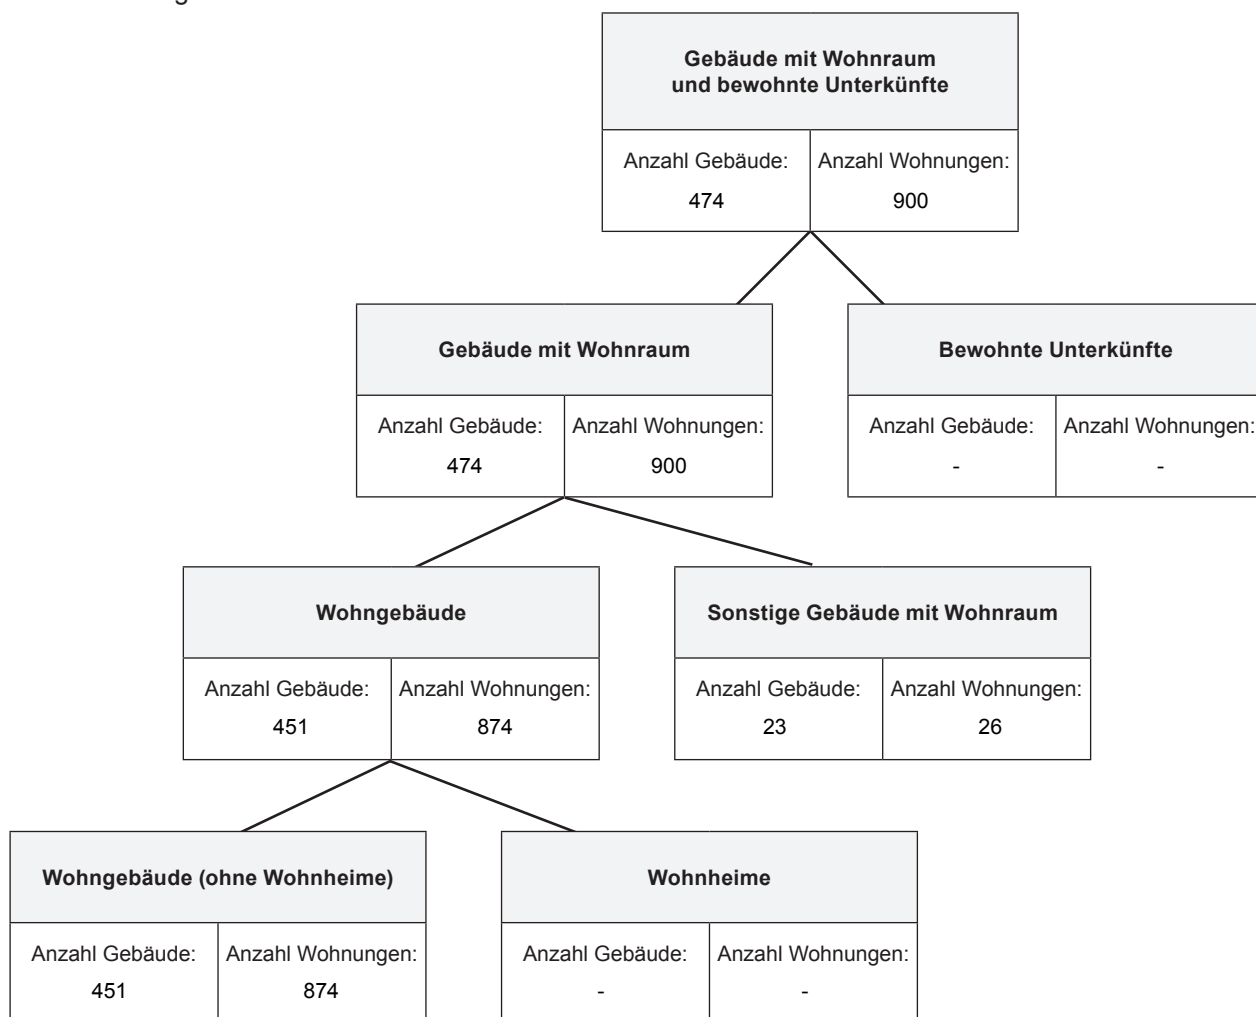 Gebäude mit Wohnraum
und bewohnte Unterkünfte
Anzahl Gebäude: Anzahl Wohnungen:
474 900
Gebäude mit Wohnraum
Anzahl Gebäude: Anzahl Wohnungen:
474 900
Bewohnte Unterkünfte
Anzahl Gebäude: Anzahl Wohnungen:
- -
Wohngebäude
Anzahl Gebäude: Anzahl Wohnungen:
451 874
Sonstige Gebäude mit Wohnraum
Anzahl Gebäude: Anzahl Wohnungen:
23 26
Wohngebäude (ohne Wohnheime)
Anzahl Gebäude: Anzahl Wohnungen:
451 874
Wohnheime
Anzahl Gebäude: Anzahl Wohnungen:
- -